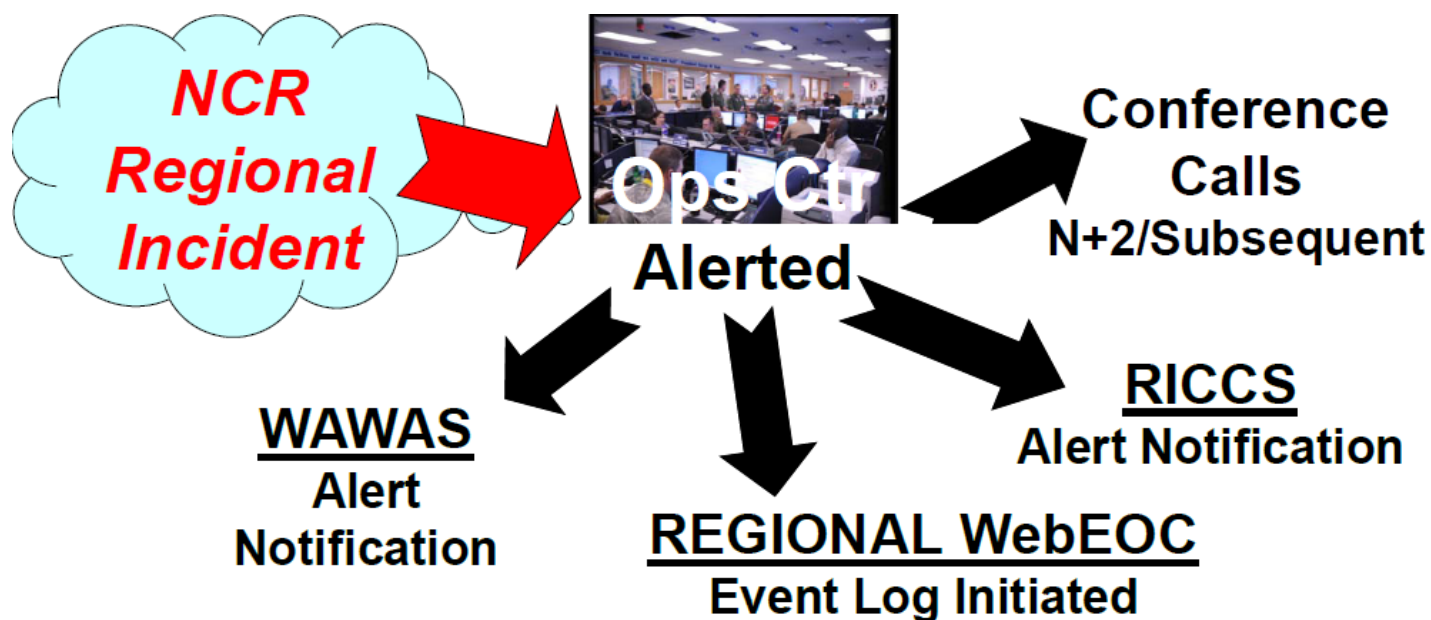 NCR
Regional
Incident
Ops Ctr
Alerted
Conference
Calls
N+2/Subsequent
WAWAS
Alert
Notification
REGIONAL WebEOC
Event Log Initiated
RICCS
Alert Notification